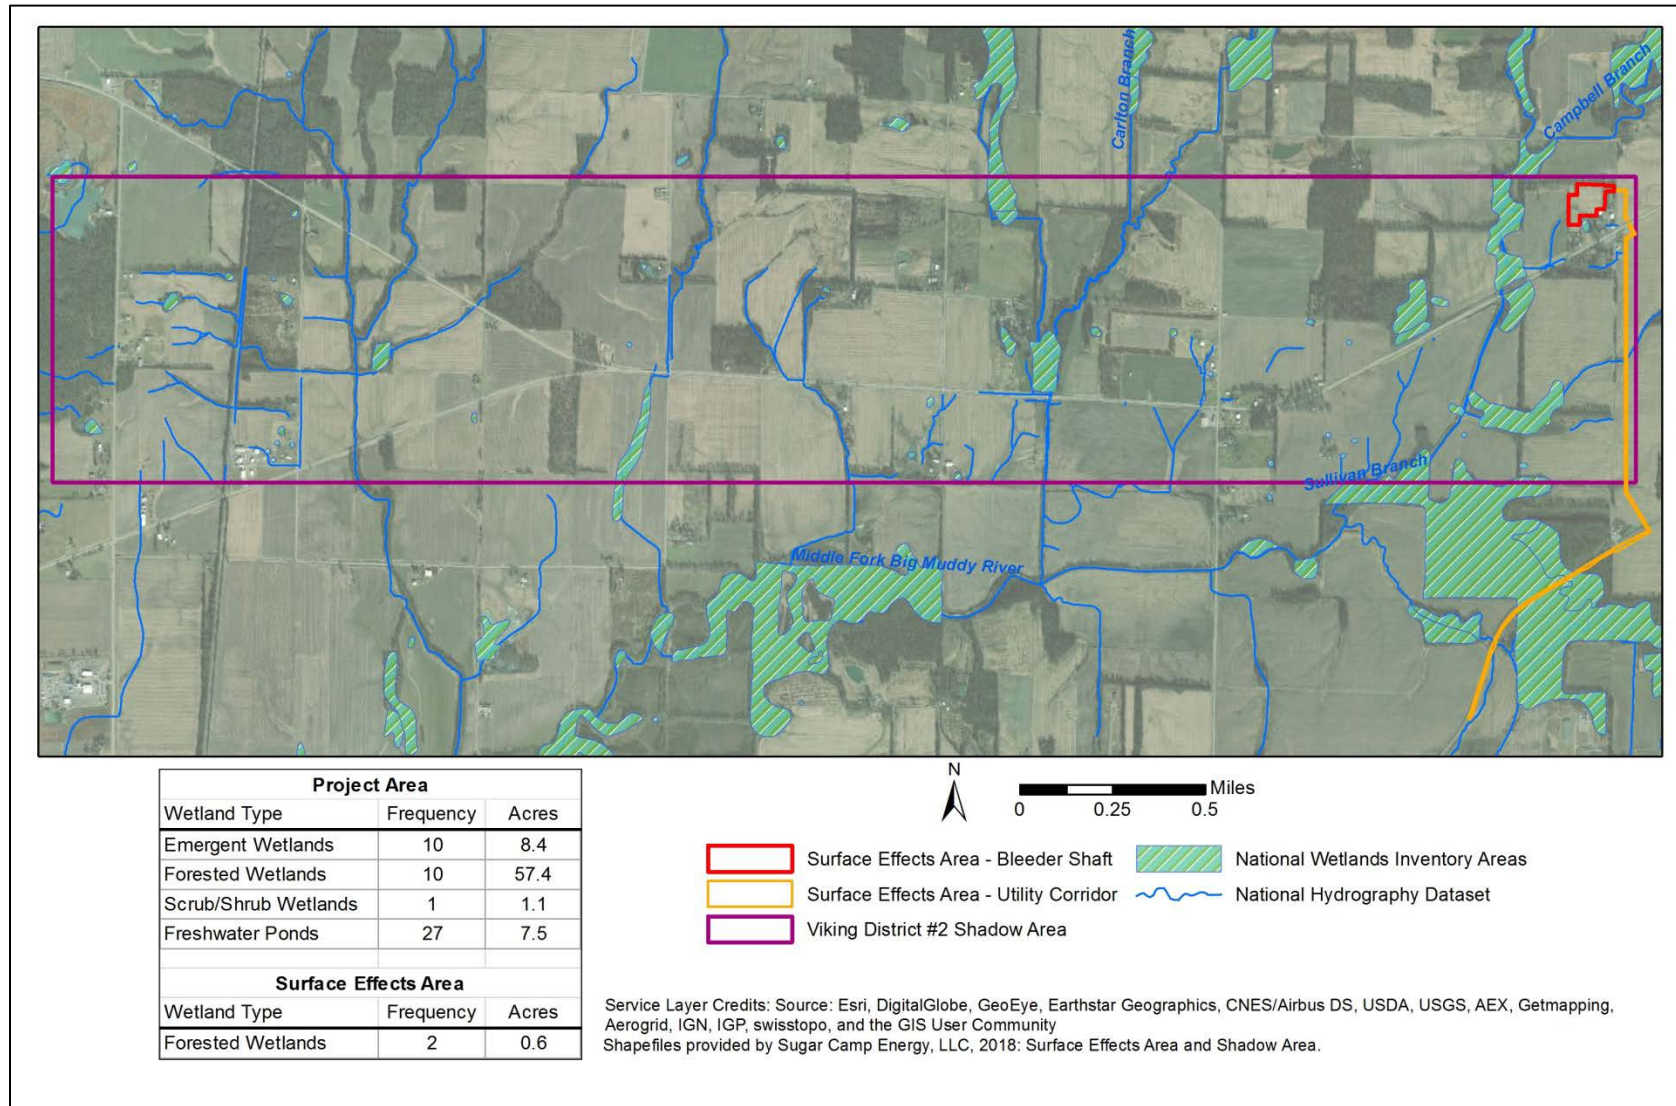 Carlton Branch
Campbell Branch
Sullivan Branch
Middle Fork Big Muddy River
Project Area
Wetland Type Frequency Acres
Emergent Wetlands 10 8.4
Forested Wetlands 10 57.4
Scrub/Shrub Wetlands 1 1.1
Freshwater Ponds 27 7.5
Surface Effects Area
Wetland Type Frequency Acres
Forested Wetlands 2 0.6
N
Miles
0 0.25 0.5
Surface Effects Area - Bleeder Shaft
Surface Effects Area - Utility Corridor
Viking District #2 Shadow Area
National Wetlands Inventory Areas
National Hydrography Dataset
Service Layer Credits: Source: Esri, DigitalGlobe, GeoEye, Earthstar Geographics, CNES/Airbus DS, USDA, USGS, AEX, Getmapping,
Aerogrid, IGN, IGP, swisstopo, and the GIS User Community
Shapefiles provided by Sugar Camp Energy, LLC, 2018: Surface Effects Area and Shadow Area.